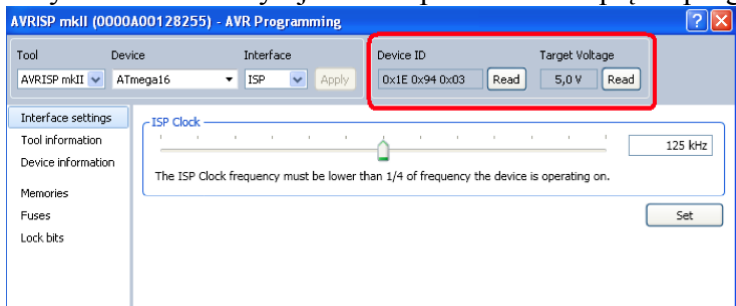 AVRISP mkII (0000A00128255) - AVR Programming
Tool Device Interface Device ID Target Voltage
AVRISP mkII ATmega16 ISP Apply 0x1E 0x94 0x03 Read 5,0 V Read
Interface settings
Tool information
Device information
Memories
Fuses
Lock bits
ISP Clock
125 kHz
The ISP Clock frequency must be lower than 1/4 of frequency the device is operating on.
Set